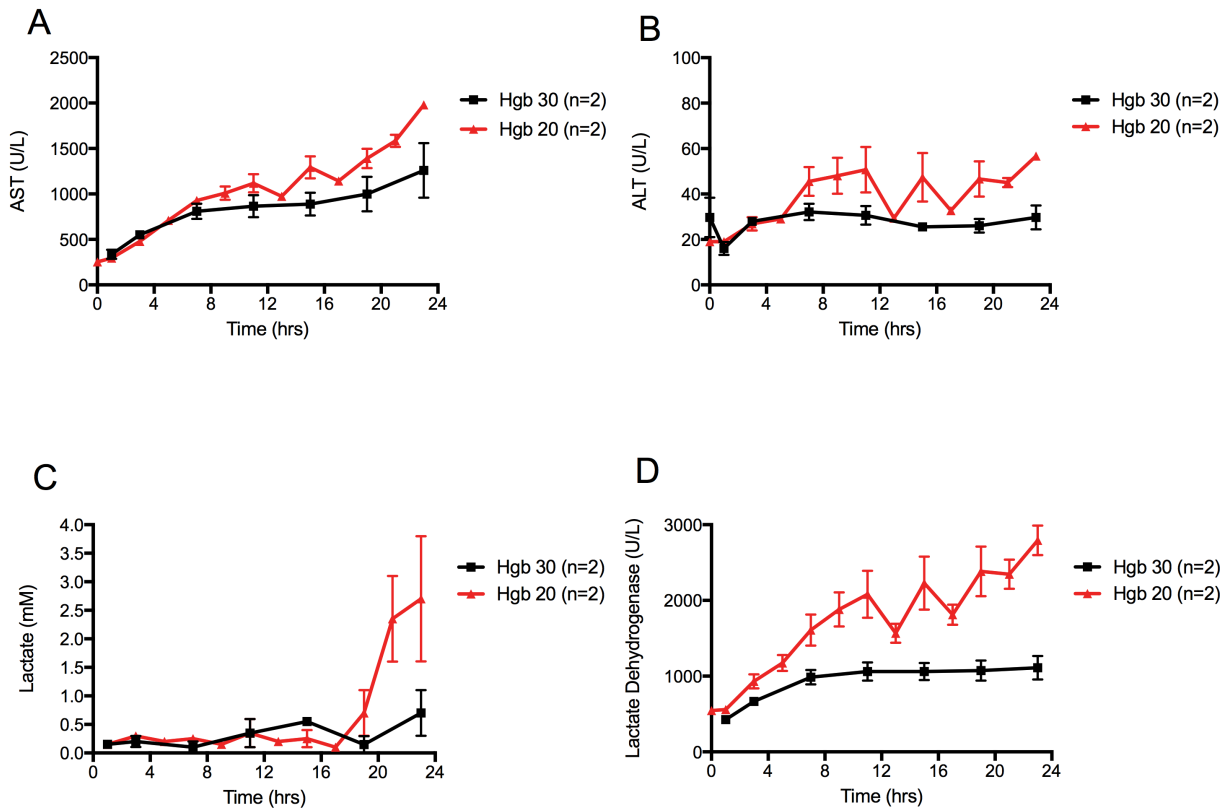 A
AST (U/L)
2500
2000
1500
1000
500
0
0 4 8 12 16 20 24
Time (hrs)
Hgb 30 (n=2)
Hgb 20 (n=2)
B
ALT (U/L)
100
80
60
40
20
0
0 4 8 12 16 20 24
Time (hrs)
Hgb 30 (n=2)
Hgb 20 (n=2)
C
Lactate (mM)
4.0
3.5
3.0
2.5
2.0
1.5
1.0
0.5
0.0
0 4 8 12 16 20 24
Time (hrs)
Hgb 30 (n=2)
Hgb 20 (n=2)
D
Lactate Dehydrogenase (U/L)
3000
2000
1000
0
0 4 8 12 16 20 24
Time (hrs)
Hgb 30 (n=2)
Hgb 20 (n=2)